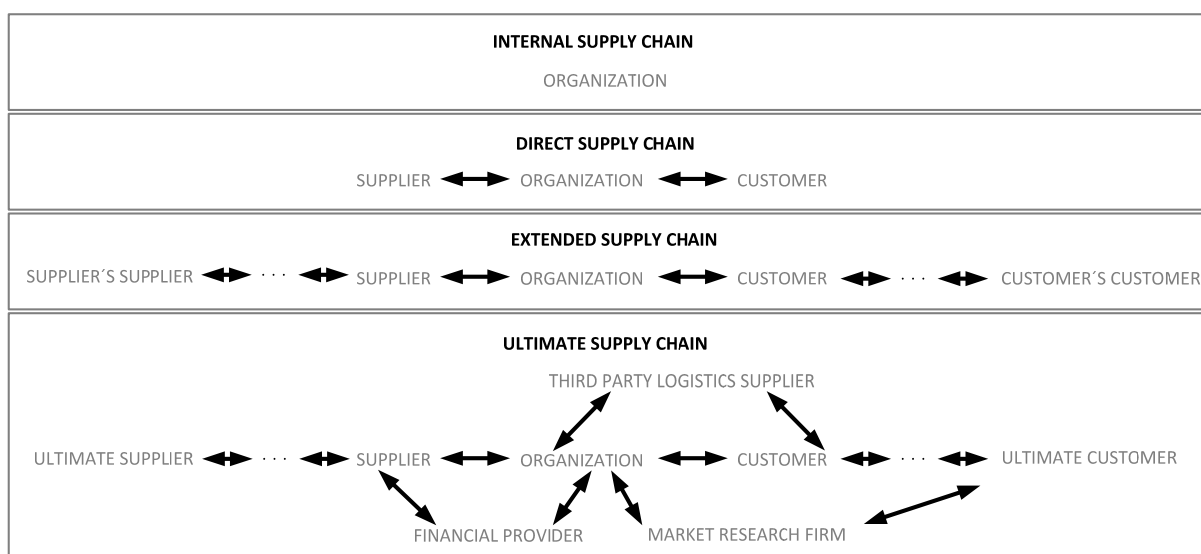 INTERNAL SUPPLY CHAIN
ORGANIZATION
DIRECT SUPPLY CHAIN
SUPPLIER ORGANIZATION CUSTOMER
EXTENDED SUPPLY CHAIN
SUPPLIER´S SUPPLIER ··· SUPPLIER ORGANIZATION CUSTOMER ··· CUSTOMER´S CUSTOMER
ULTIMATE SUPPLY CHAIN
THIRD PARTY LOGISTICS SUPPLIER
ULTIMATE SUPPLIER ··· SUPPLIER ORGANIZATION CUSTOMER ··· ULTIMATE CUSTOMER
FINANCIAL PROVIDER MARKET RESEARCH FIRM